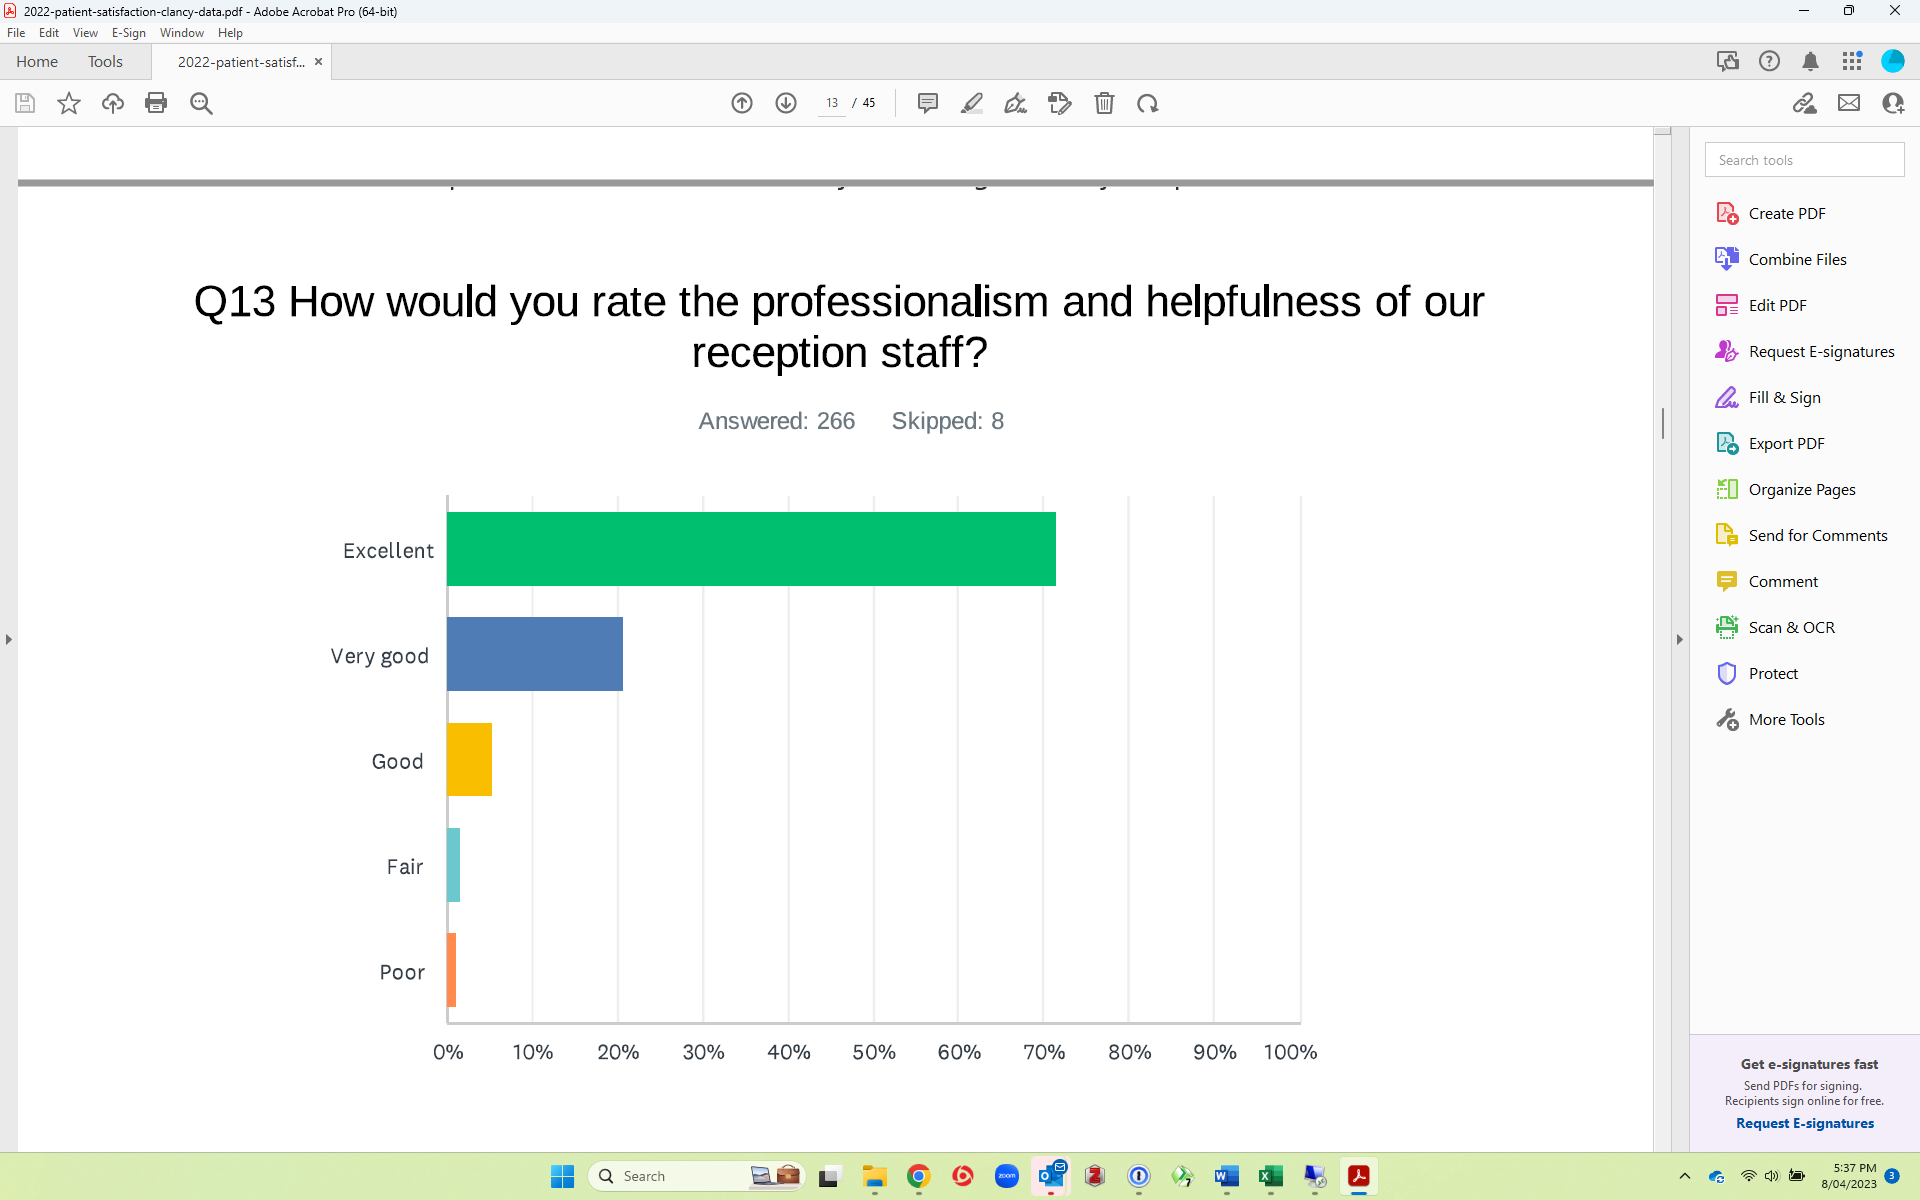 2022-patient-satisfaction-clancy-data.pdf - Adobe Acrobat Pro (64-bit)
File Edit View E-Sign Window Help
Home Tools 2022-patient-satisf... ×
13 / 45
Search tools
Create PDF
Combine Files
Edit PDF
Request E-signatures
Fill & Sign
Export PDF
Organize Pages
Send for Comments
Comment
Scan & OCR
Protect
More Tools
Q13 How would you rate the professionalism and helpfulness of our
reception staff?
Answered: 266 Skipped: 8
Excellent
Very good
Good
Fair
Poor
0% 10% 20% 30% 40% 50% 60% 70% 80% 90% 100%
Get e-signatures fast
Send PDFs for signing.
Recipients sign online for free.
Request E-signatures
Search
zoom
5:37 PM
8/04/2023
3